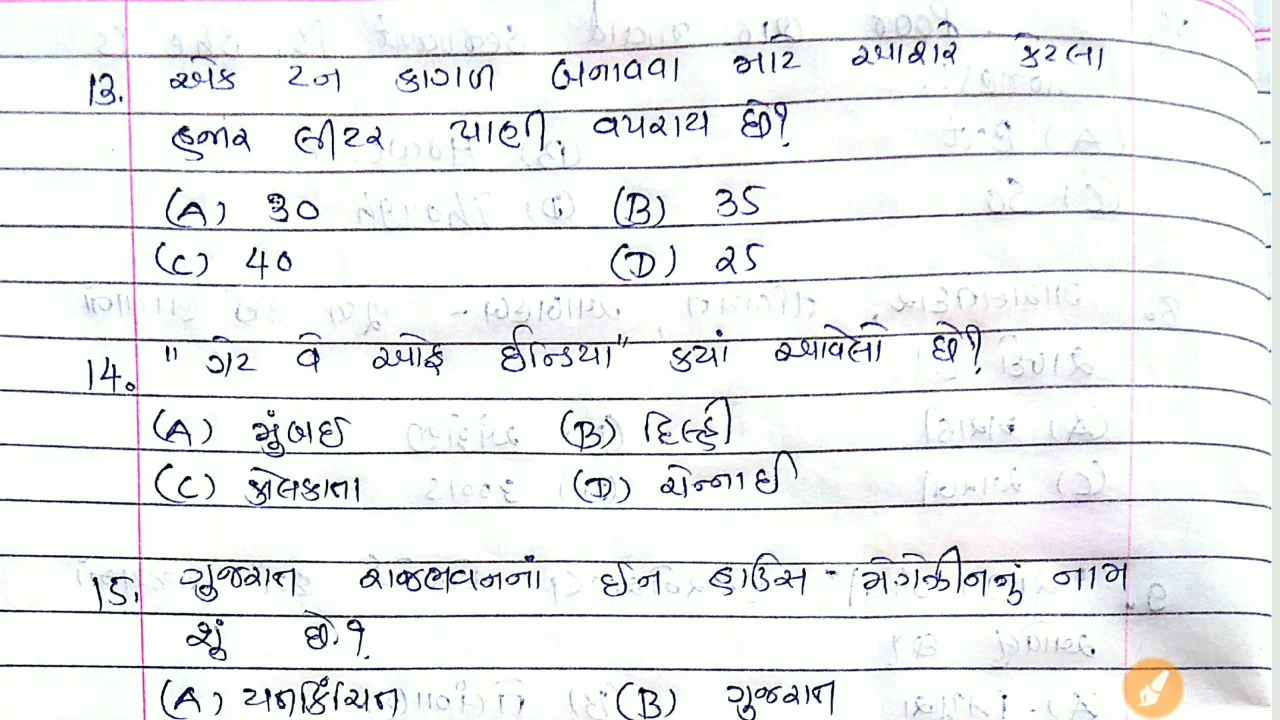 13. એક ટન કાગળ બનાવવા માટે આશરે કેટલા
હજાર લીટર પાણી વપરાય છે?
(A) 30 (B) 35
(C) 40 (D) 25
14. "ગેટ વે ઓફ ઈન્ડિયા" કયાં આવેલો છે?
(A) મુંબઈ (B) દિલ્હી
(C) કોલકાતા (D) ચેન્નાઈ
15. ગુજરાત રાજભવનનાં ઈન હાઉસ - મેગેઝીનનું નામ
શું છે?
(A) યત્કિંચિત (B) ગુજરાત